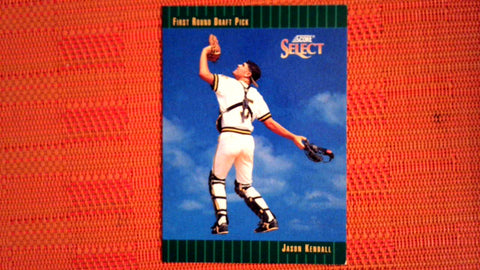 First Round Draft Pick
SCORE
SELECT
Jason Kendall